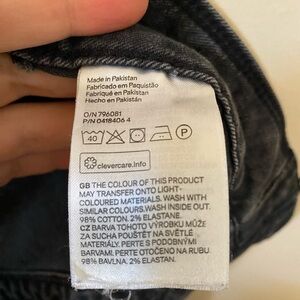 Made in Pakistan
Fabricado em Paquistão
Fabriqué en Pakistan
Hecho en Pakistán
O/N 796081
P/N 0418406 4
40 P
clevercare.info
GB THE COLOUR OF THIS PRODUCT
MAY TRANSFER ONTO LIGHT-
COLOURED MATERIALS. WASH WITH
SIMILAR COLOURS.WASH INSIDE OUT.
98% COTTON. 2% ELASTANE.
CZ BARVA TOHOTO VÝROBKU MŮŽE
ZA SUCHA POUŠTĚT NA SVĚTLÉ
MATERIÁLY. PERTE S PODOBNÝMI
BARVAMI. PERTE OTOČENO NA RUBU.
98% BAVLNA. 2% ELASTAN.